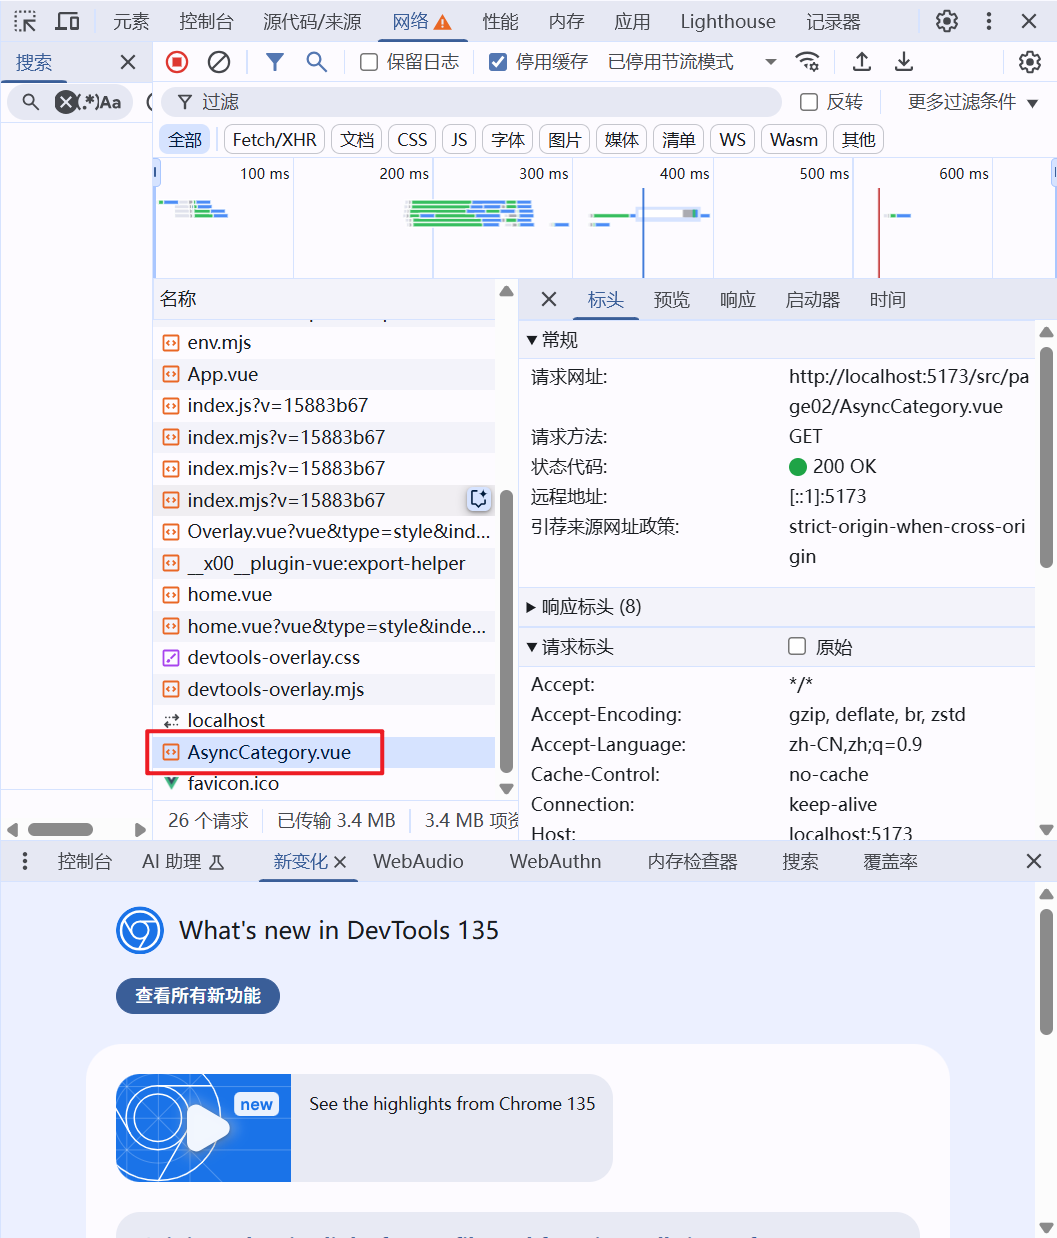 元素 控制台 源代码/来源 网络 性能 内存 应用 Lighthouse 记录器
搜索 保留日志 停用缓存 已停用节流模式
(.*) Aa 过滤 反转 更多过滤条件
全部 Fetch/XHR 文档 CSS JS 字体 图片 媒体 清单 WS Wasm 其他
100 ms 200 ms 300 ms 400 ms 500 ms 600 ms
名称
env.mjs
App.vue
index.js?v=15883b67
index.mjs?v=15883b67
index.mjs?v=15883b67
index.mjs?v=15883b67
Overlay.vue?vue&type=style&ind...
__x00__plugin-vue:export-helper
home.vue
home.vue?vue&type=style&inde...
devtools-overlay.css
devtools-overlay.mjs
localhost
AsyncCategory.vue
favicon.ico
26 个请求 已传输 3.4 MB 3.4 MB 项资
标头 预览 响应 启动器 时间
常规
请求网址: http://localhost:5173/src/pa
ge02/AsyncCategory.vue
请求方法: GET
状态代码: 200 OK
远程地址: [::1]:5173
引荐来源网址政策: strict-origin-when-cross-ori
gin
响应标头 (8)
请求标头 原始
Accept: */*
Accept-Encoding: gzip, deflate, br, zstd
Accept-Language: zh-CN,zh;q=0.9
Cache-Control: no-cache
Connection: keep-alive
Host: localhost:5173
控制台 AI 助理 新变化 WebAudio WebAuthn 内存检查器 搜索 覆盖率
What's new in DevTools 135
查看所有新功能
new
See the highlights from Chrome 135